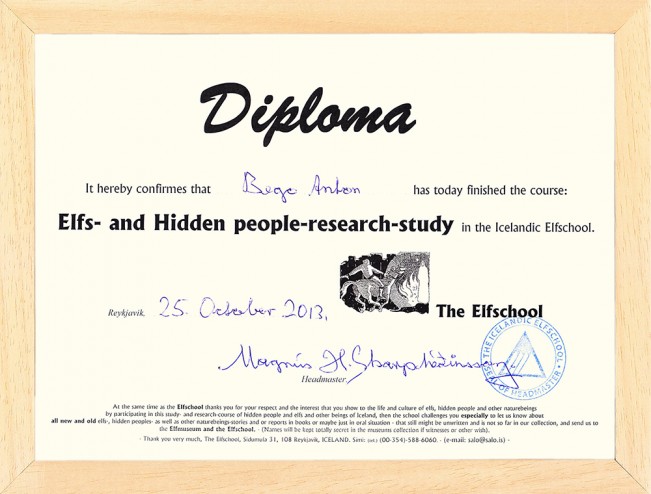 Diploma
It hereby confirms that Bege Anton has today finished the course:
Elfs- and Hidden people-research-study in the Icelandic Elfschool.
Reykjavik, 25. October 2013,
The Elfschool
Magnús H. Skarphéðinsson
Headmaster.
THE ICELANDIC ELFSCHOOL
OF HEADMASTER
At the same time as the Elfschool thanks you for your respect and the interest that you show to the life and culture of elfs, hidden people and other naturebeings
by participating in this study- and research-course of hidden people and elfs and other beings of Iceland, then the school challenges you especially to let us know about
all new and old elfs-, hidden peoples- as well as other naturebeings-stories and or reports in books or maybe just in oral situation - that still might be unwritten and is not so far in our collection, and send us to
the Elfmuseum and the Elfschool. - (Names will be kept totally secret in the museums collection if witnesses or other wish).
- Thank you very much, The Elfschool, Sidumula 31, 108 Reykjavik, ICELAND. Simi: (00-354)-588-6060. - (e-mail: salo@salo.is) -